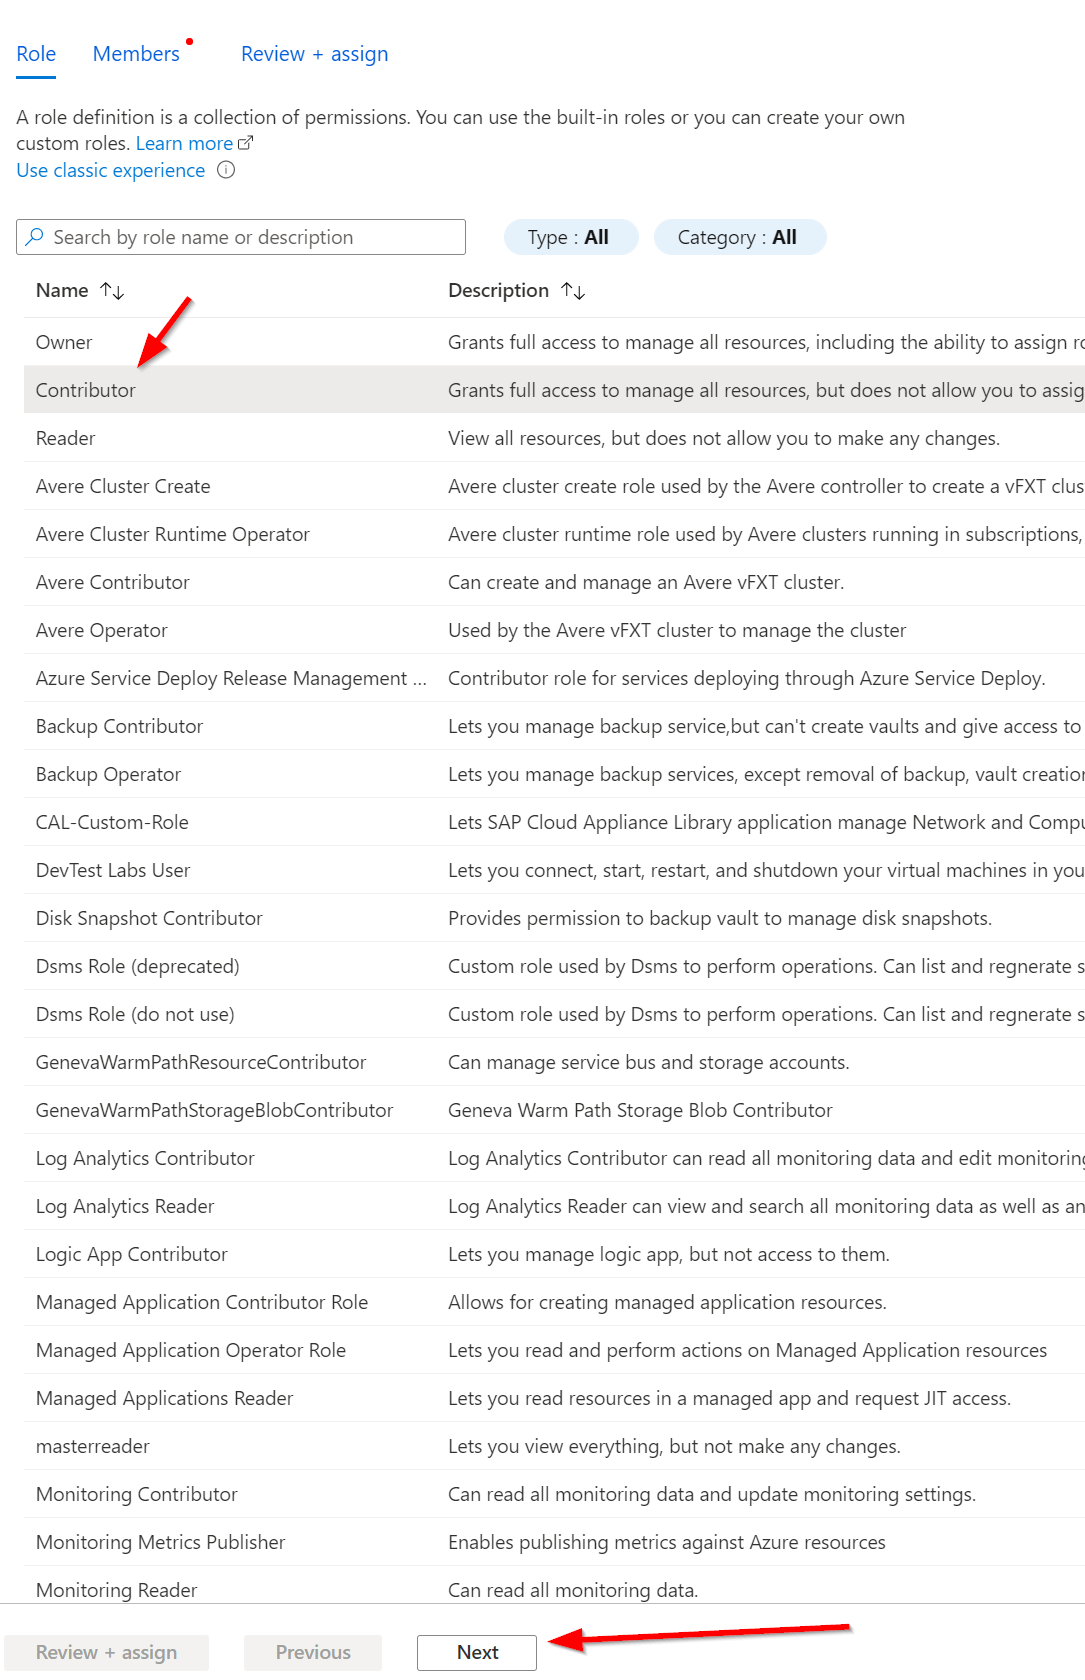 Role Members Review + assign
A role definition is a collection of permissions. You can use the built-in roles or you can create your own
custom roles. Learn more
Use classic experience
Search by role name or description Type : All Category : All
Name Description
Owner Grants full access to manage all resources, including the ability to assign
Contributor Grants full access to manage all resources, but does not allow you to assig
Reader View all resources, but does not allow you to make any changes.
Avere Cluster Create Avere cluster create role used by the Avere controller to create a vFXT clus
Avere Cluster Runtime Operator Avere cluster runtime role used by Avere clusters running in subscriptions,
Avere Contributor Can create and manage an Avere vFXT cluster.
Avere Operator Used by the Avere vFXT cluster to manage the cluster
Azure Service Deploy Release Management ... Contributor role for services deploying through Azure Service Deploy.
Backup Contributor Lets you manage backup service,but can't create vaults and give access to
Backup Operator Lets you manage backup services, except removal of backup, vault creation
CAL-Custom-Role Lets SAP Cloud Appliance Library application manage Network and Compu
DevTest Labs User Lets you connect, start, restart, and shutdown your virtual machines in you
Disk Snapshot Contributor Provides permission to backup vault to manage disk snapshots.
Dsms Role (deprecated) Custom role used by Dsms to perform operations. Can list and regnerate s
Dsms Role (do not use) Custom role used by Dsms to perform operations. Can list and regnerate s
GenevaWarmPathResourceContributor Can manage service bus and storage accounts.
GenevaWarmPathStorageBlobContributor Geneva Warm Path Storage Blob Contributor
Log Analytics Contributor Log Analytics Contributor can read all monitoring data and edit monitoring
Log Analytics Reader Log Analytics Reader can view and search all monitoring data as well as an
Logic App Contributor Lets you manage logic app, but not access to them.
Managed Application Contributor Role Allows for creating managed application resources.
Managed Application Operator Role Lets you read and perform actions on Managed Application resources
Managed Applications Reader Lets you read resources in a managed app and request JIT access.
masterreader Lets you view everything, but not make any changes.
Monitoring Contributor Can read all monitoring data and update monitoring settings.
Monitoring Metrics Publisher Enables publishing metrics against Azure resources
Monitoring Reader Can read all monitoring data.
Review + assign Previous Next